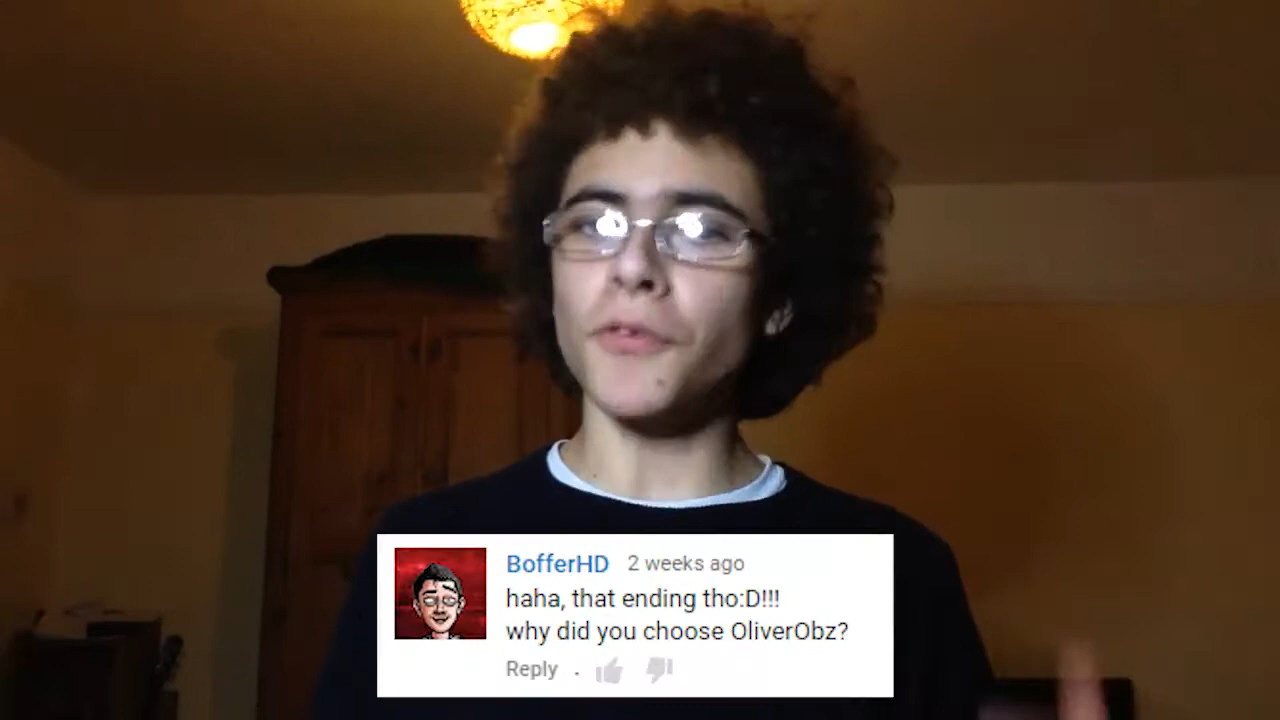 BofferHD 2 weeks ago
haha, that ending tho:D!!!
why did you choose OliverObz?
Reply .